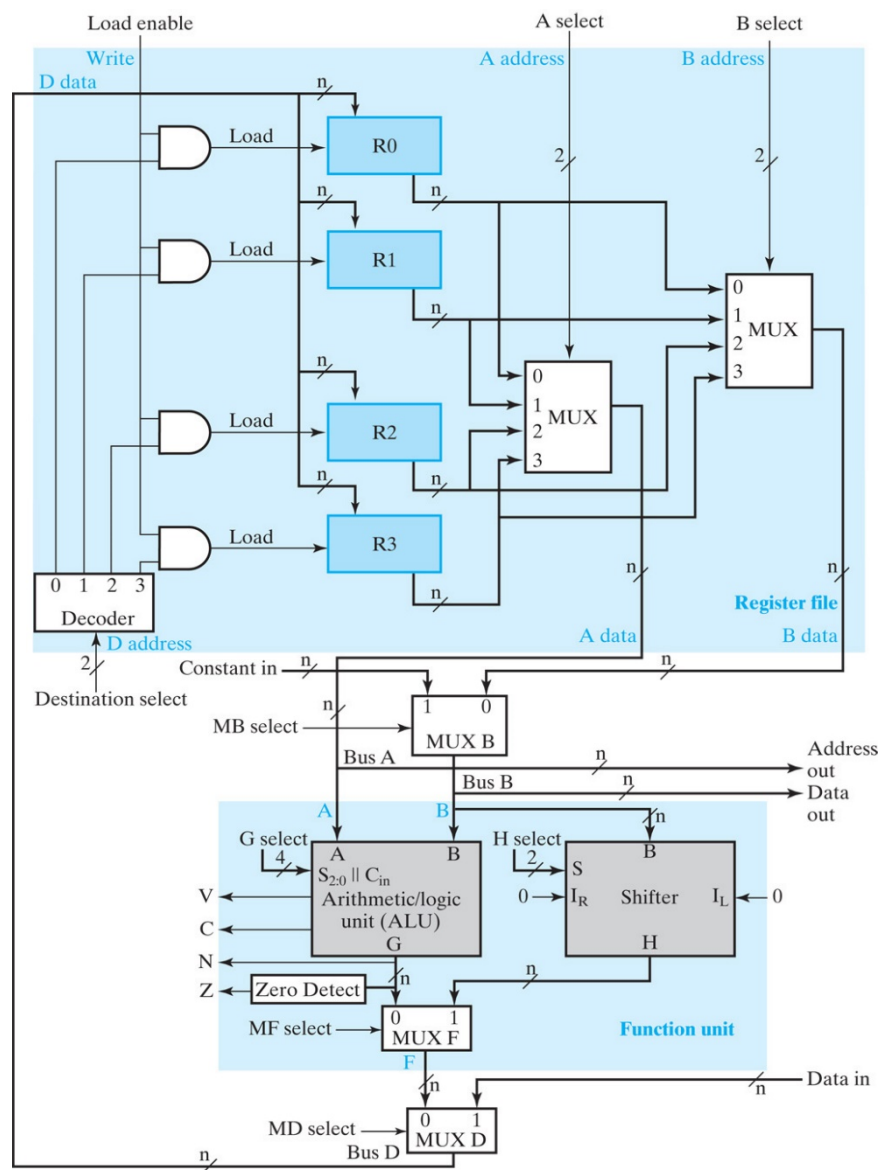 Load enable
A select
B select
Write
A address
B address
D data
n
2
2
Load
R0
n
n
Load
R1
n
0
1
MUX
2
3
n
0
1
MUX
2
3
Load
R2
n
n
Load
R3
n
n
n
0 1 2 3
Decoder
Register file
D address
A data
B data
2
Constant in
n
n
Destination select
n
1 0
MB select
MUX B
Bus A
n
Address out
Bus B
n
Data out
A
B
n
G select
4
A
B
H select
2
B
S2:0 || Cin
S
V
Arithmetic/logic
unit (ALU)
0
IR
Shifter
IL
0
C
G
H
N
n
n
Z
Zero Detect
0 1
MF select
MUX F
Function unit
F
n
n
Data in
0 1
MD select
MUX D
n
Bus D